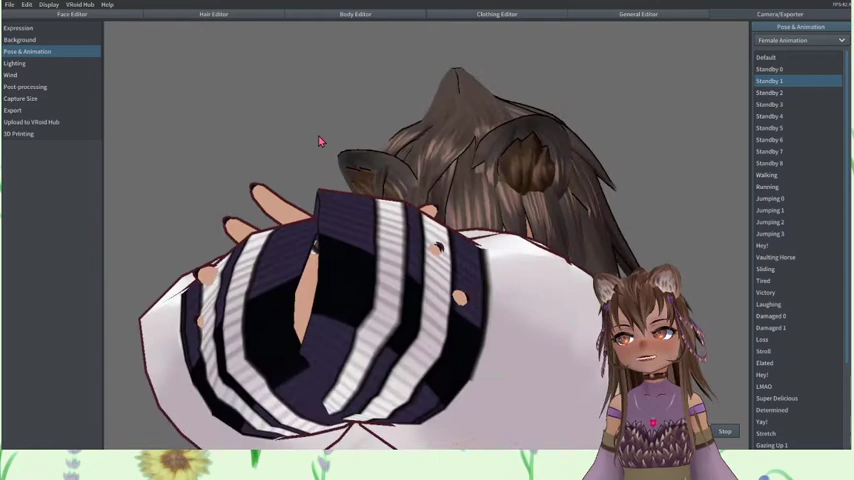 File Edit Display VRoid Hub Help
Face Editor Hair Editor Body Editor Clothing Editor General Editor Camera/Exporter
Expression
Background
Pose & Animation
Lighting
Wind
Post-processing
Capture Size
Export
Upload to VRoid Hub
3D Printing
Pose & Animation
Female Animation
Default
Standby 0
Standby 1
Standby 2
Standby 3
Standby 4
Standby 5
Standby 6
Standby 7
Standby 8
Walking
Running
Jumping 0
Jumping 1
Jumping 2
Jumping 3
Hey!
Vaulting Horse
Sliding
Tired
Victory
Laughing
Damaged 0
Damaged 1
Loss
Stroll
Elated
Hey!
LMAO
Super Delicious
Determined
Yay!
Stretch
Gazing Up 1
Stop